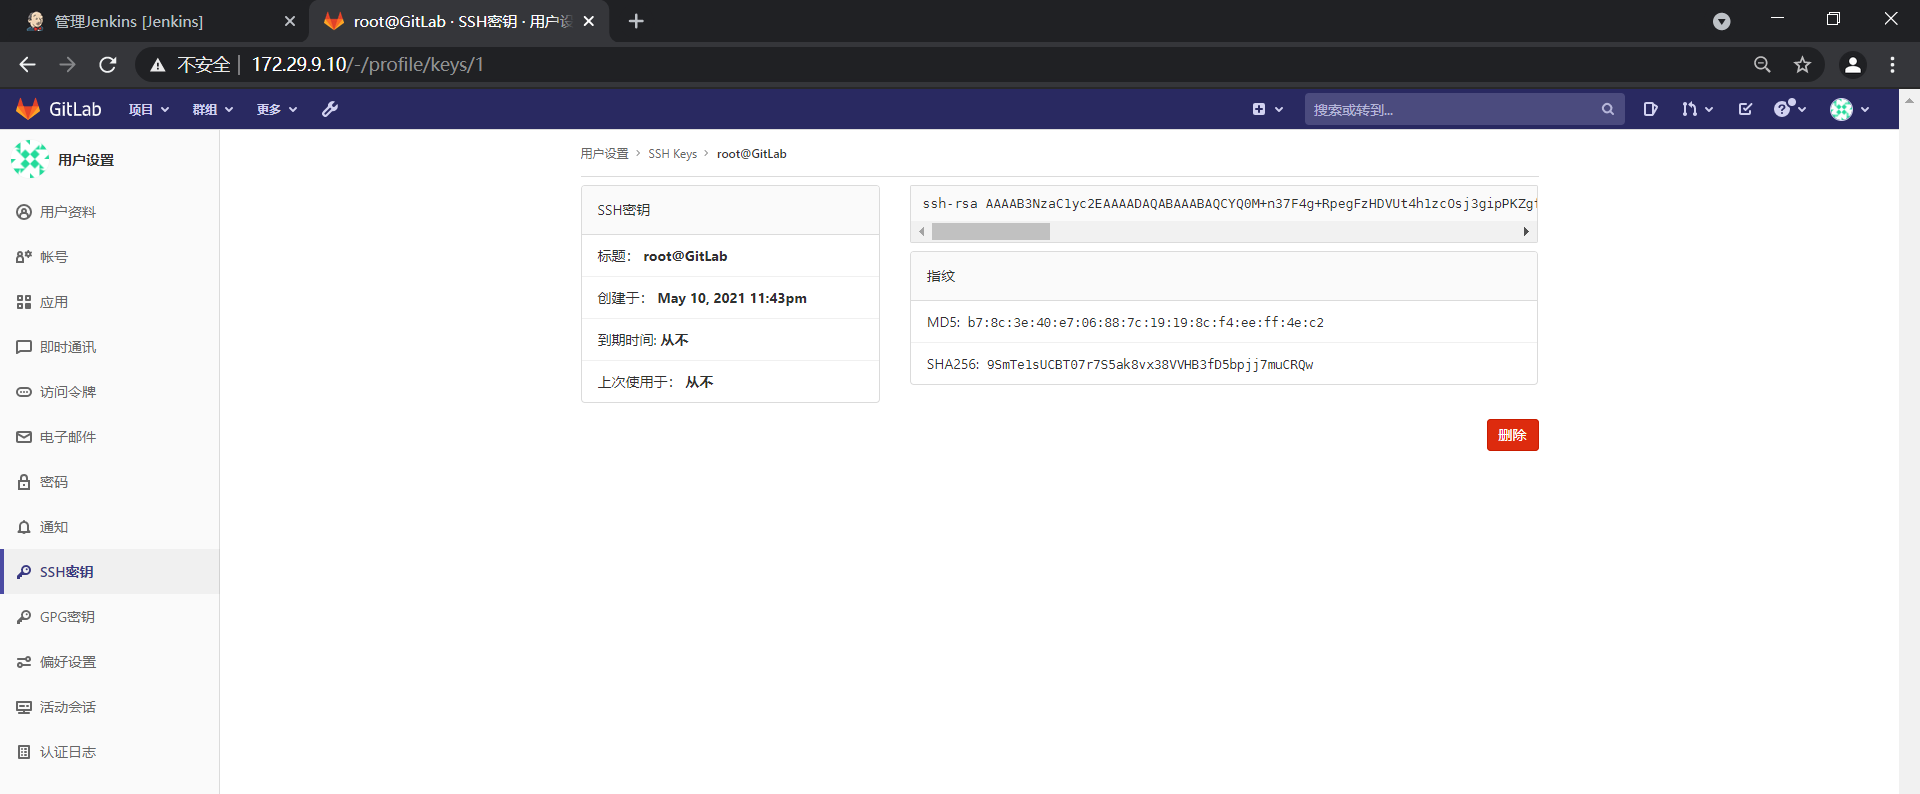 管理Jenkins [Jenkins]
root@GitLab · SSH密钥 · 用户设
不安全 | 172.29.9.10/-/profile/keys/1
GitLab 项目 群组 更多 搜索或转到...
用户设置
用户资料
帐号
应用
即时通讯
访问令牌
电子邮件
密码
通知
SSH密钥
GPG密钥
偏好设置
活动会话
认证日志
用户设置 > SSH Keys > root@GitLab
SSH密钥
标题： root@GitLab
创建于： May 10, 2021 11:43pm
到期时间: 从不
上次使用于： 从不
ssh-rsa AAAAB3NzaC1yc2EAAAADAQABAAABAQCYQ0M+n37F4g+RpegFzHDVUt4h1zcOsj3gipPKZgf
指纹
MD5: b7:8c:3e:40:e7:06:88:7c:19:19:8c:f4:ee:ff:4e:c2
SHA256: 9SmTe1sUCBT07r7S5ak8vx38VVHB3fD5bpjj7muCRQw
删除